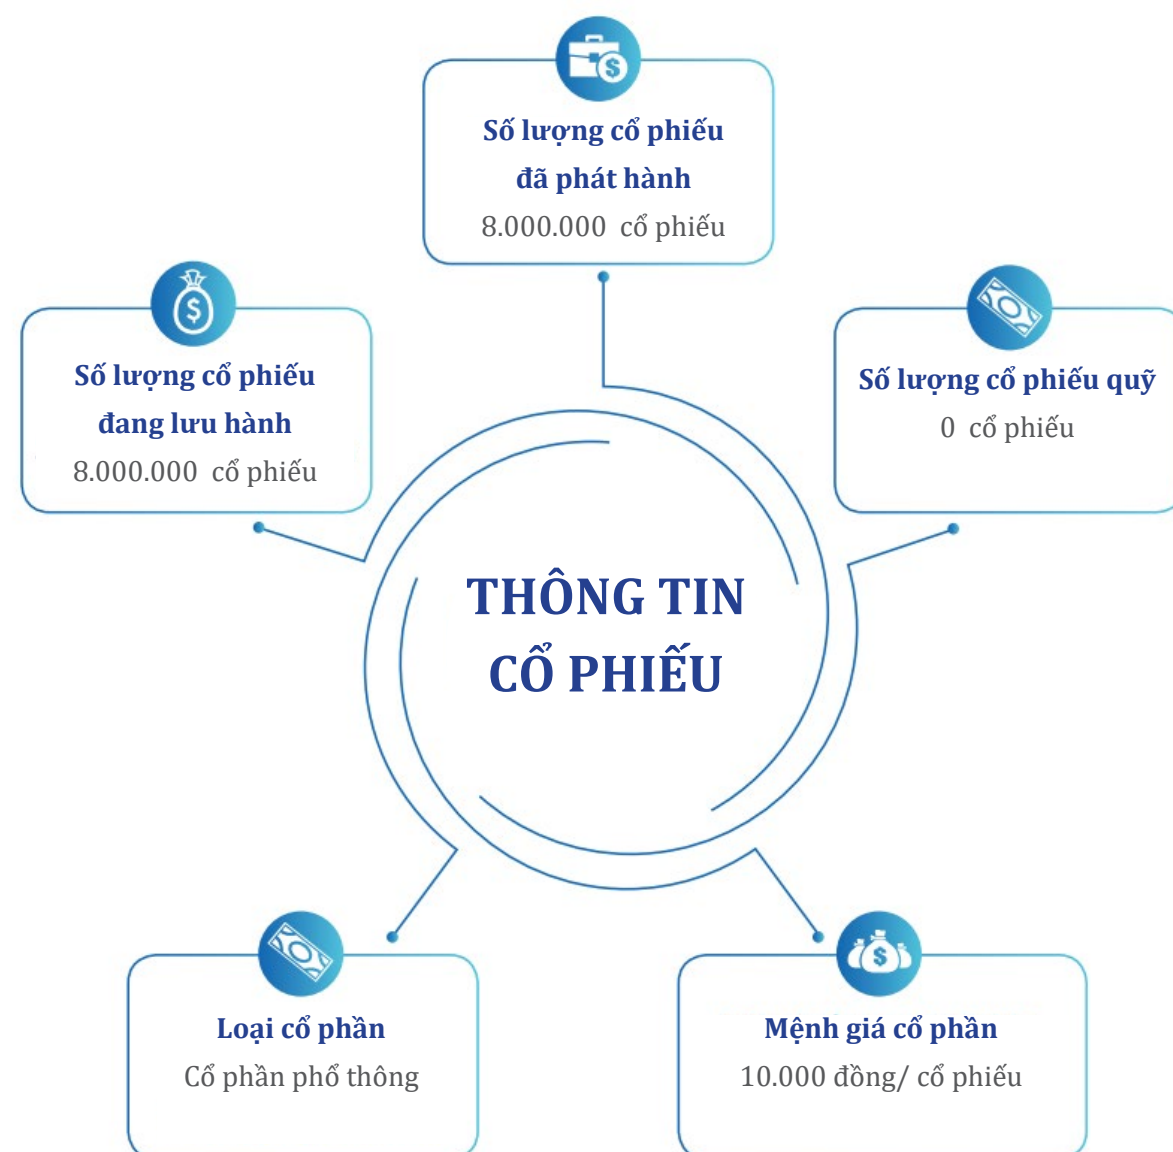 Số lượng cổ phiếu
đã phát hành
8.000.000 cổ phiếu
Số lượng cổ phiếu
đang lưu hành
8.000.000 cổ phiếu
Số lượng cổ phiếu quỹ
0 cổ phiếu
THÔNG TIN
CỔ PHIẾU
Loại cổ phần
Cổ phần phổ thông
Mệnh giá cổ phần
10.000 đồng/ cổ phiếu